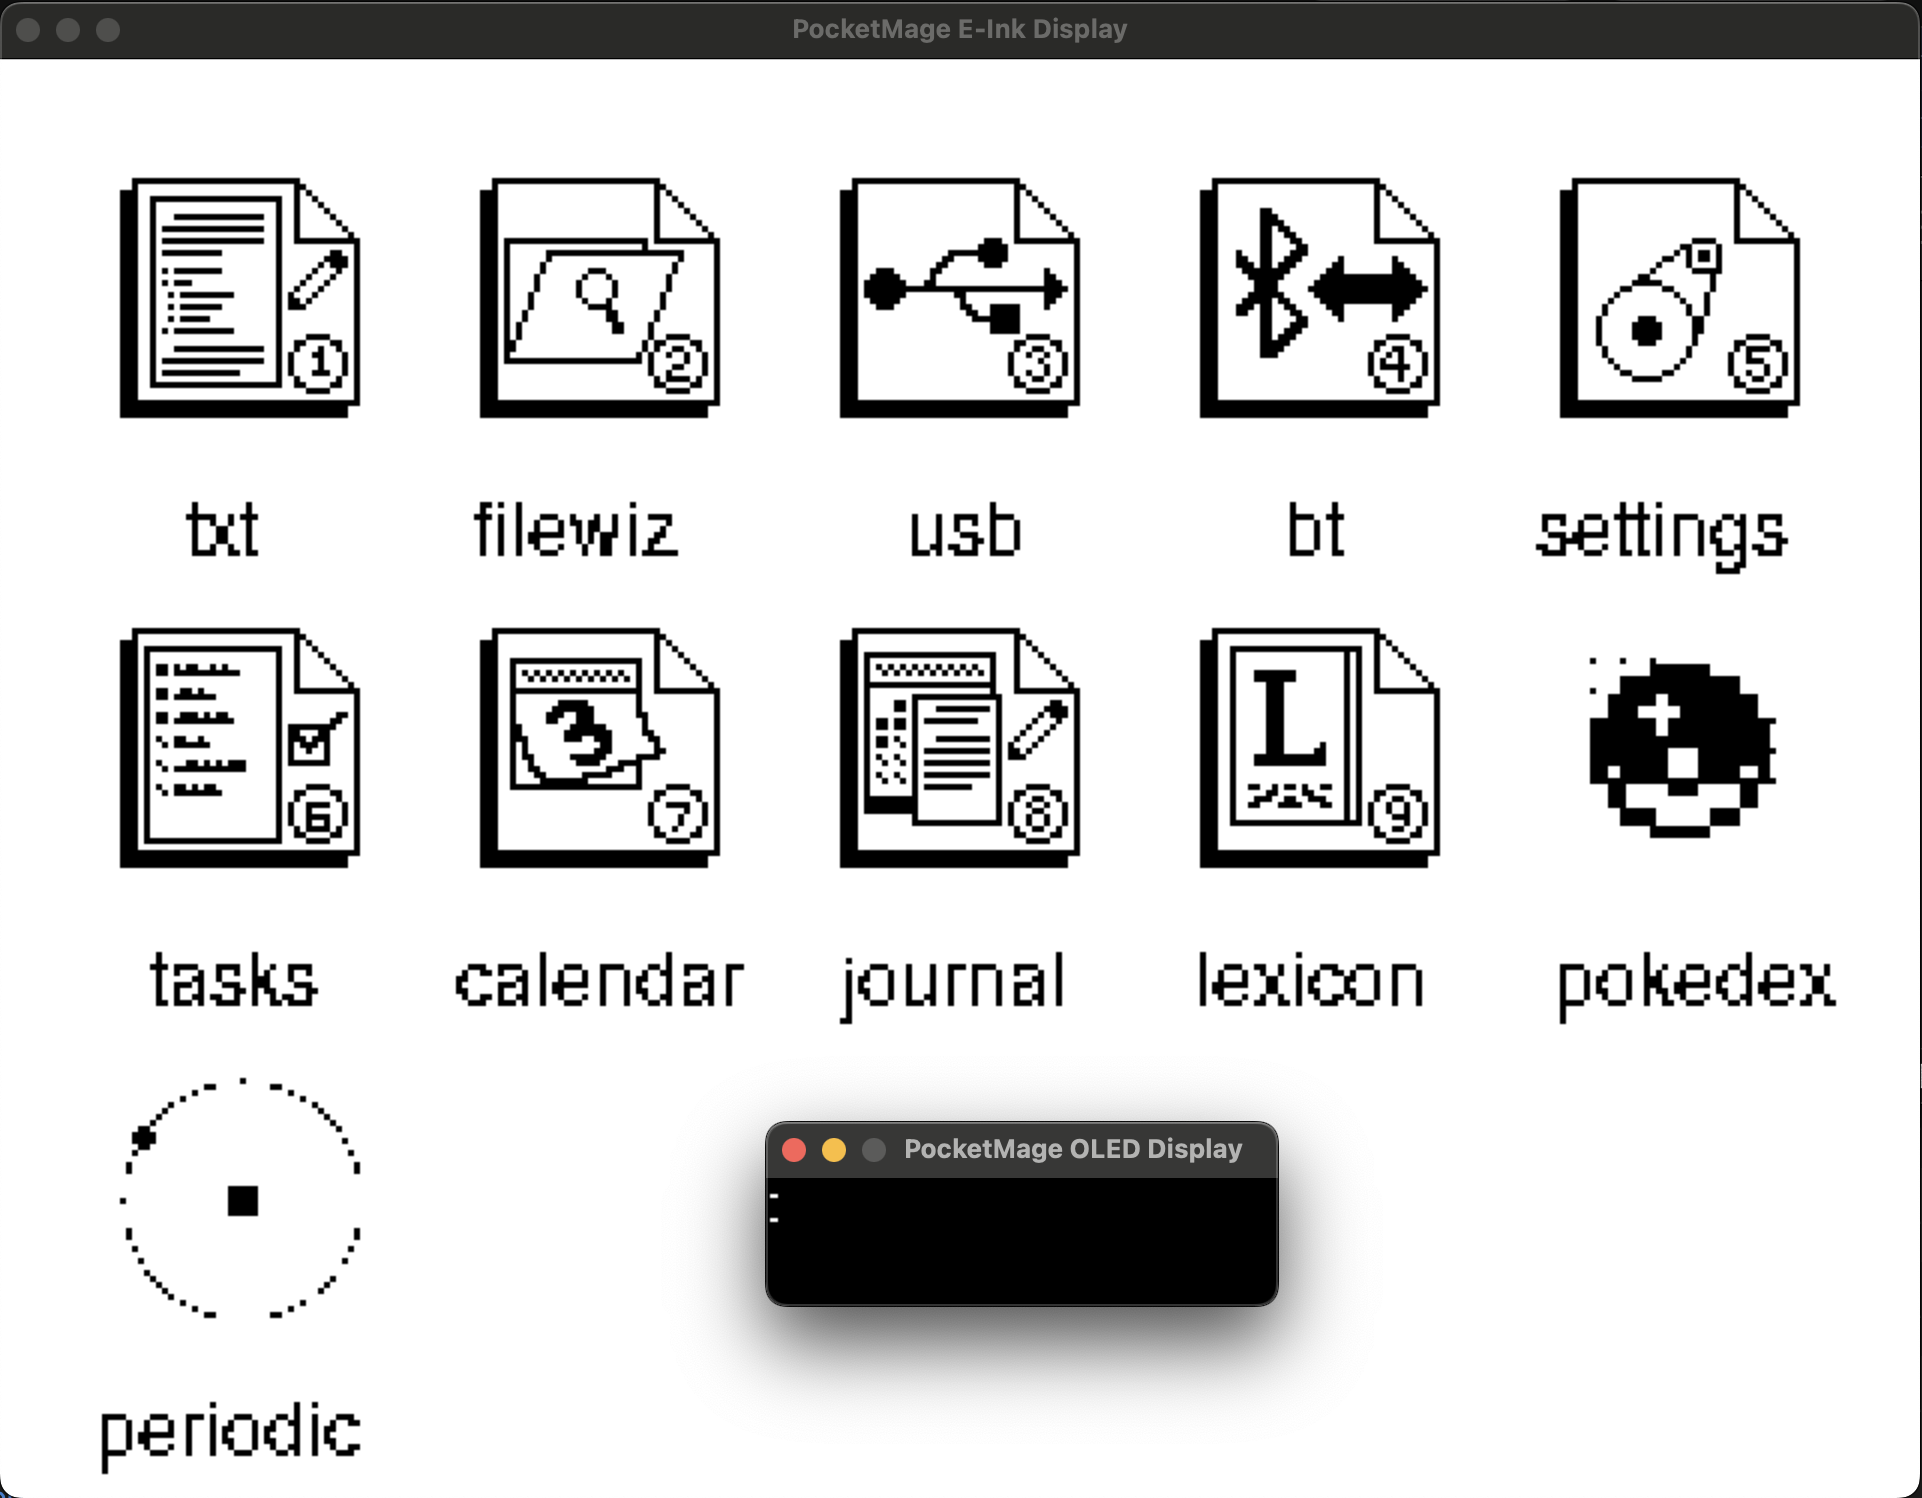 PocketMage E-Ink Display
1 2 3 4 5
txt filewiz usb bt settings
6 3 7 8 L 9
tasks calendar journal lexicon pokedex
PocketMage OLED Display
periodic